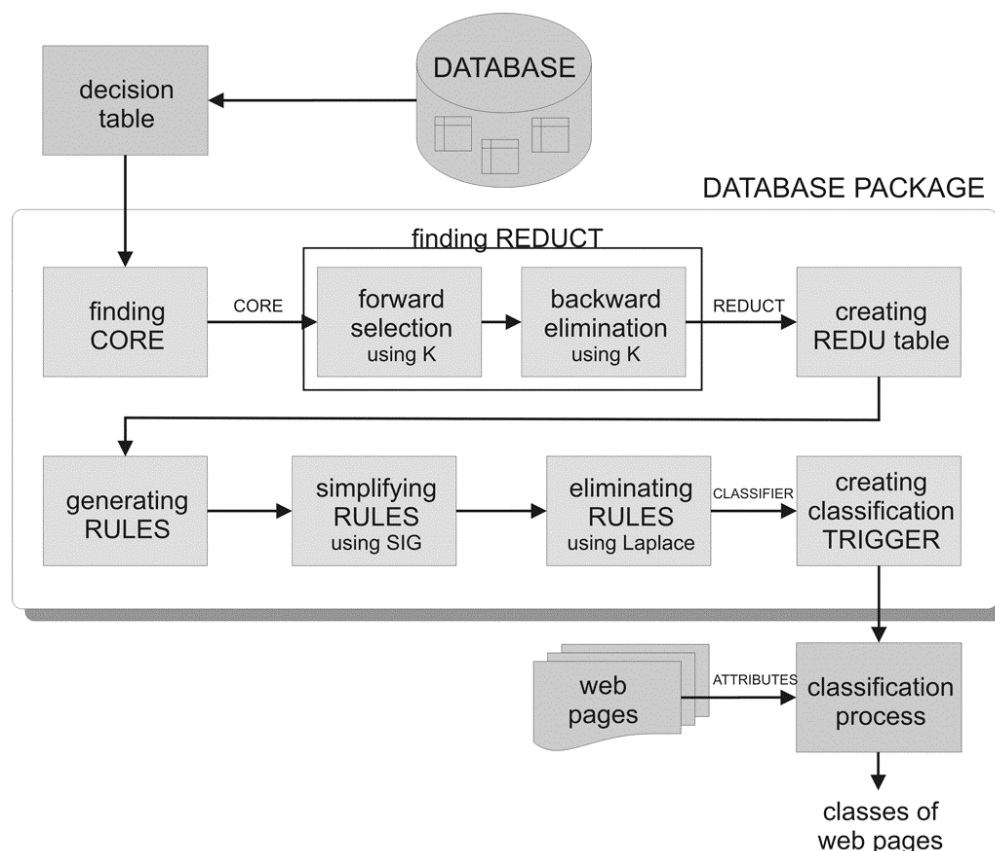 DATABASE
decision
table
DATABASE PACKAGE
finding REDUCT
finding
CORE
CORE
forward
selection
using K
backward
elimination
using K
REDUCT
creating
REDU table
generating
RULES
simplifying
RULES
using SIG
eliminating
RULES
using Laplace
CLASSIFIER
creating
classification
TRIGGER
web
pages
ATTRIBUTES
classification
process
classes of
web pages